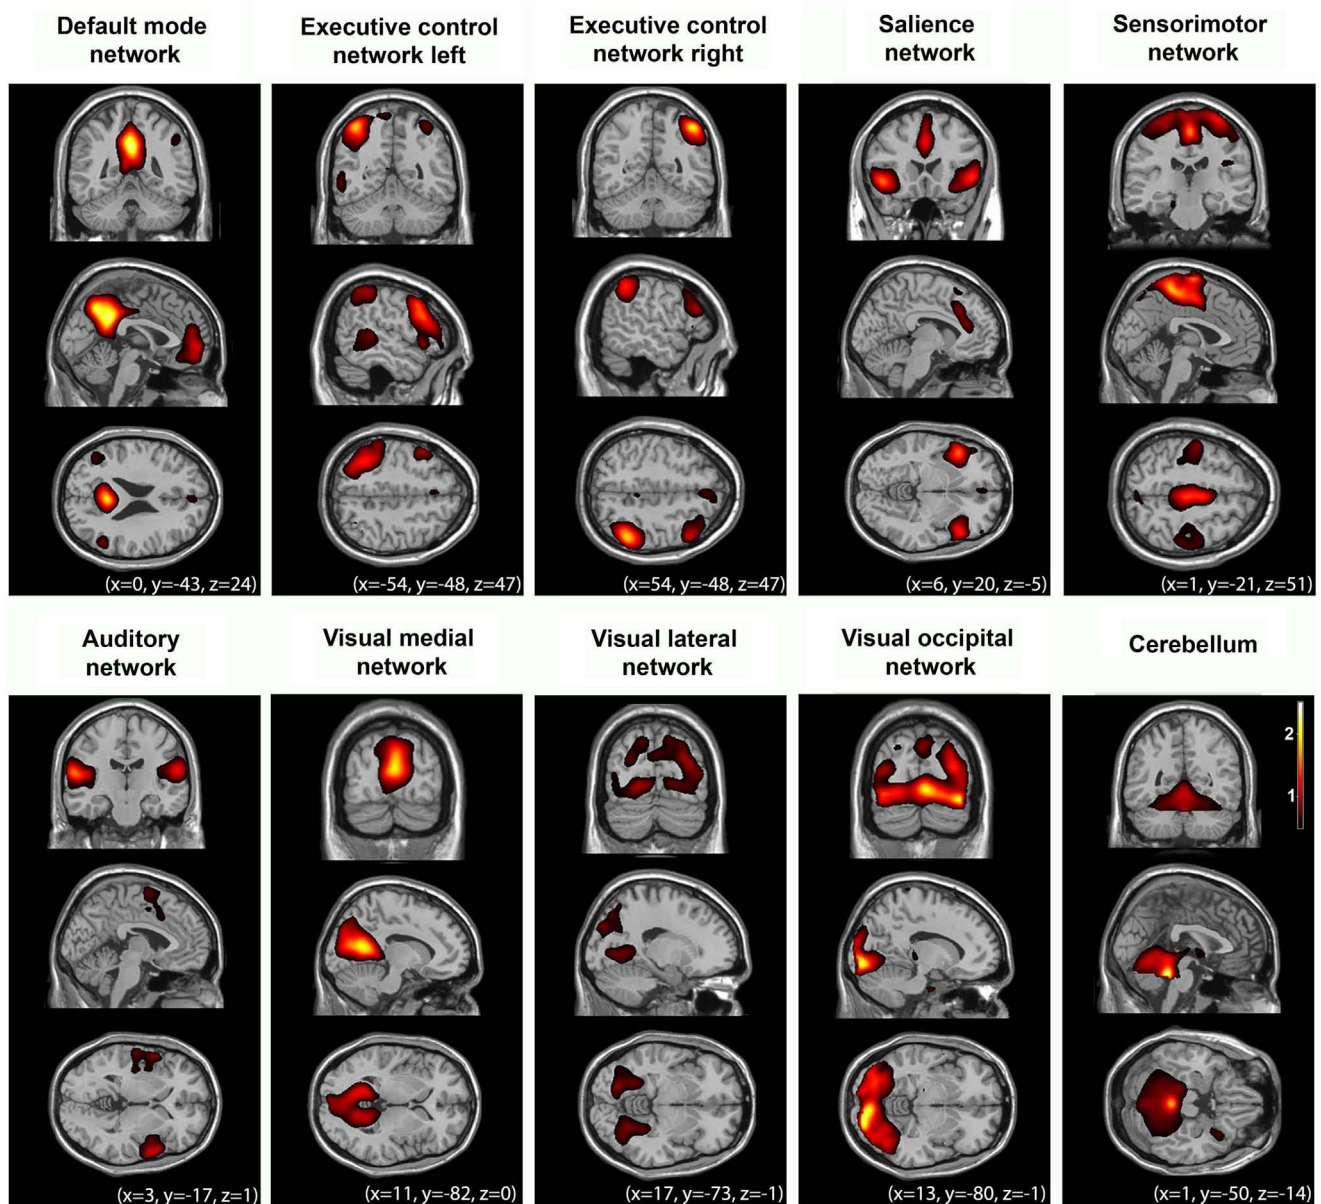 Default mode
network
Executive control
network left
Executive control
network right
Salience
network
Sensorimotor
network
(x=0, y=-43, z=24)
(x=-54, y=-48, z=47)
(x=54, y=-48, z=47)
(x=6, y=20, z=-5)
(x=1, y=-21, z=51)
Auditory
network
Visual medial
network
Visual lateral
network
Visual occipital
network
Cerebellum
2
1
(x=3, y=-17, z=1)
(x=11, y=-82, z=0)
(x=17, y=-73, z=-1)
(x=13, y=-80, z=-1)
(x=1, y=-50, z=-14)